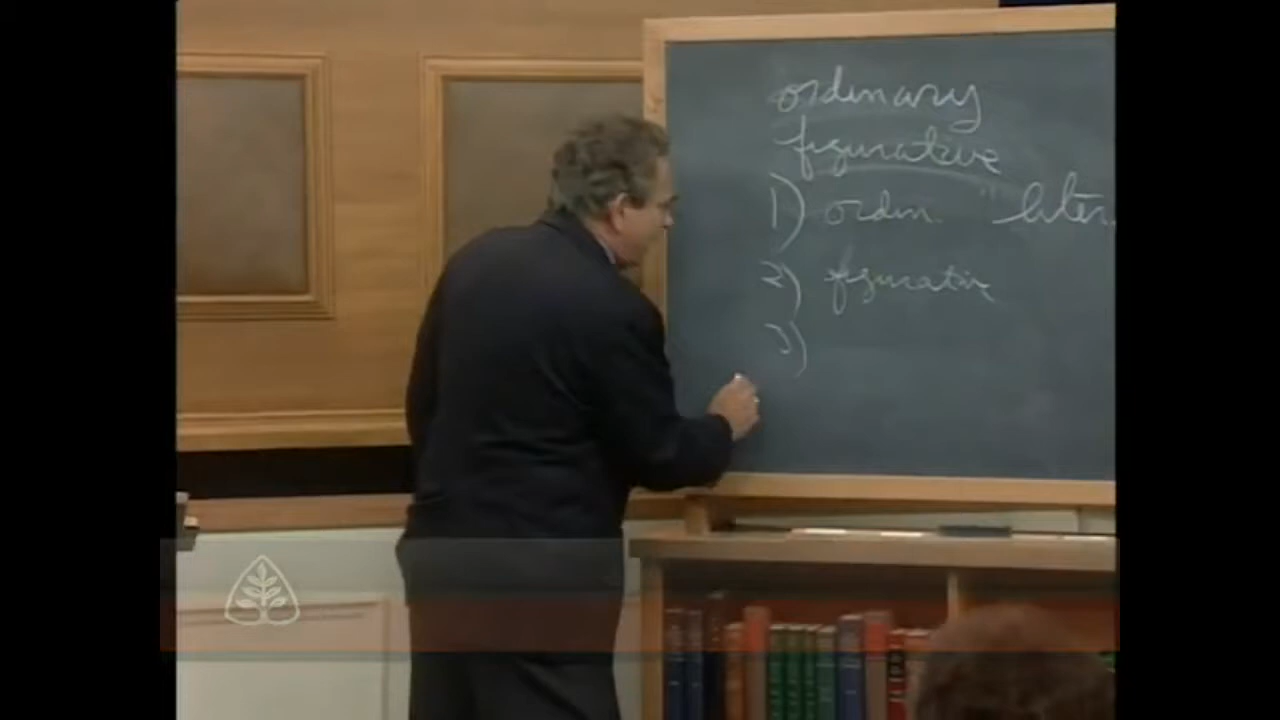 ordinary
figurative
1) ordin. "liter.
2) figurativ
3)